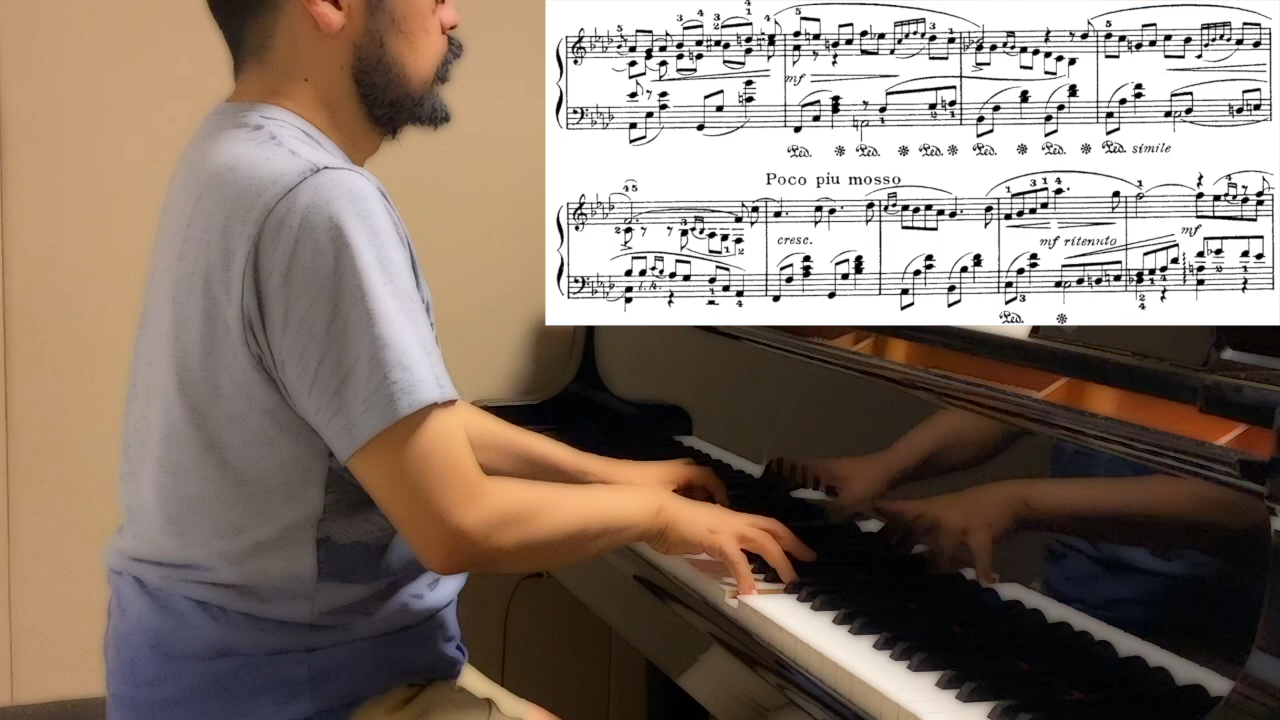 mf
Ped. * Ped. * Ped. * Ped. * Ped. * Ped. simile
Poco piu mosso
cresc. mf ritenuto mf
l.h.
Ped. *